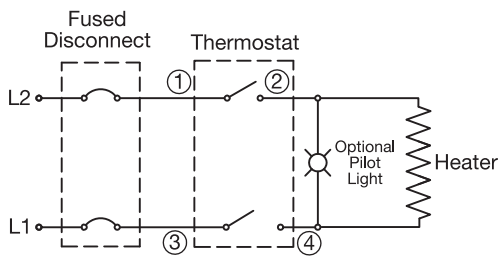 Fused
Disconnect
Thermostat
① ②
L2
Optional
Pilot
Light
Heater
L1
③ ④